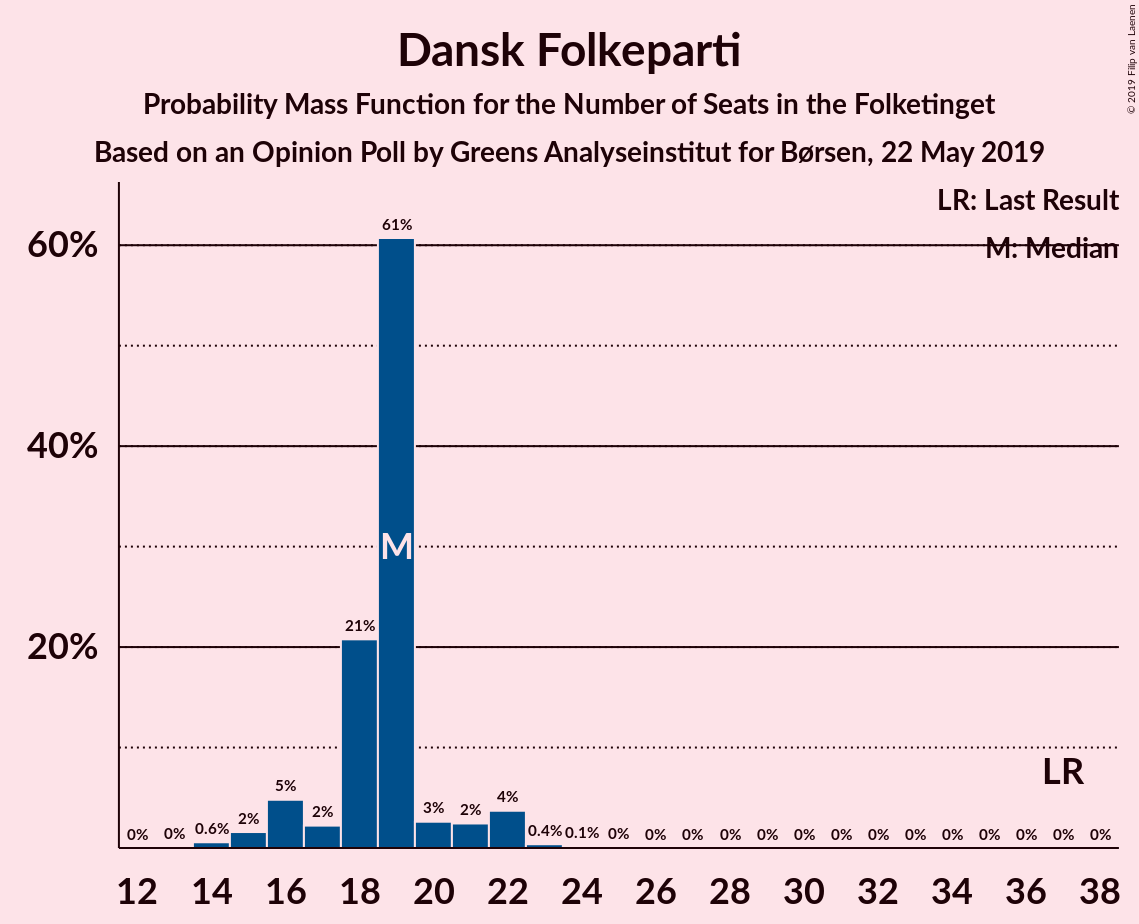 Dansk Folkeparti
Probability Mass Function for the Number of Seats in the Folketinget
Based on an Opinion Poll by Greens Analyseinstitut for Børsen, 22 May 2019
© 2019 Filip van Laenen
LR: Last Result
M: Median
60%
40%
20%
61%
M
21%
5%
3%
4%
2%
2%
2%
0% 0% 0.6% 0.4% 0.1% 0% 0% 0% 0% 0% 0% 0% 0% 0% 0% 0% 0% 0% 0%
LR
12 14 16 18 20 22 24 26 28 30 32 34 36 38